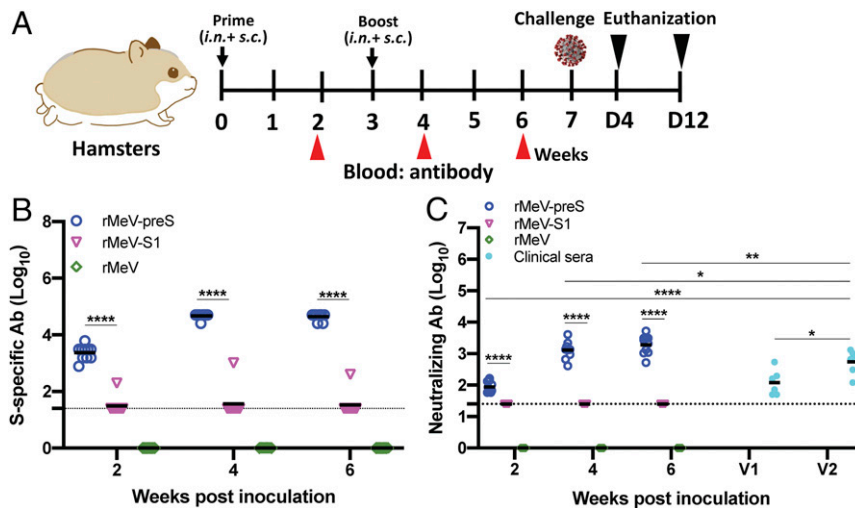 A
Prime
(i.n.+ s.c.)
Boost
(i.n.+ s.c.)
Challenge
Euthanization
0 1 2 3 4 5 6 7 D4 D12
Hamsters
Weeks
Blood: antibody
B
rMeV-preS
rMeV-S1
rMeV
S-specific Ab (Log10)
8
6
4
2
0
****
****
****
2 4 6
Weeks post inoculation
C
rMeV-preS
rMeV-S1
rMeV
Clinical sera
Neutralizing Ab (Log10)
7
6
5
4
3
2
1
0
**
*
****
****
****
****
*
2 4 6 V1 V2
Weeks post inoculation